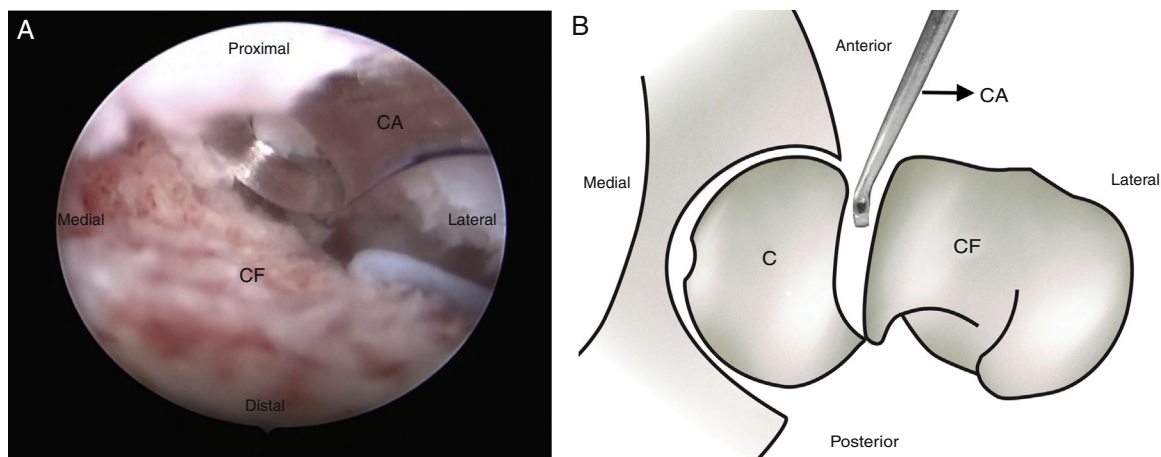 A
Proximal
CA
Medial
Lateral
CF
Distal
B
Anterior
CA
Medial
Lateral
C
CF
Posterior